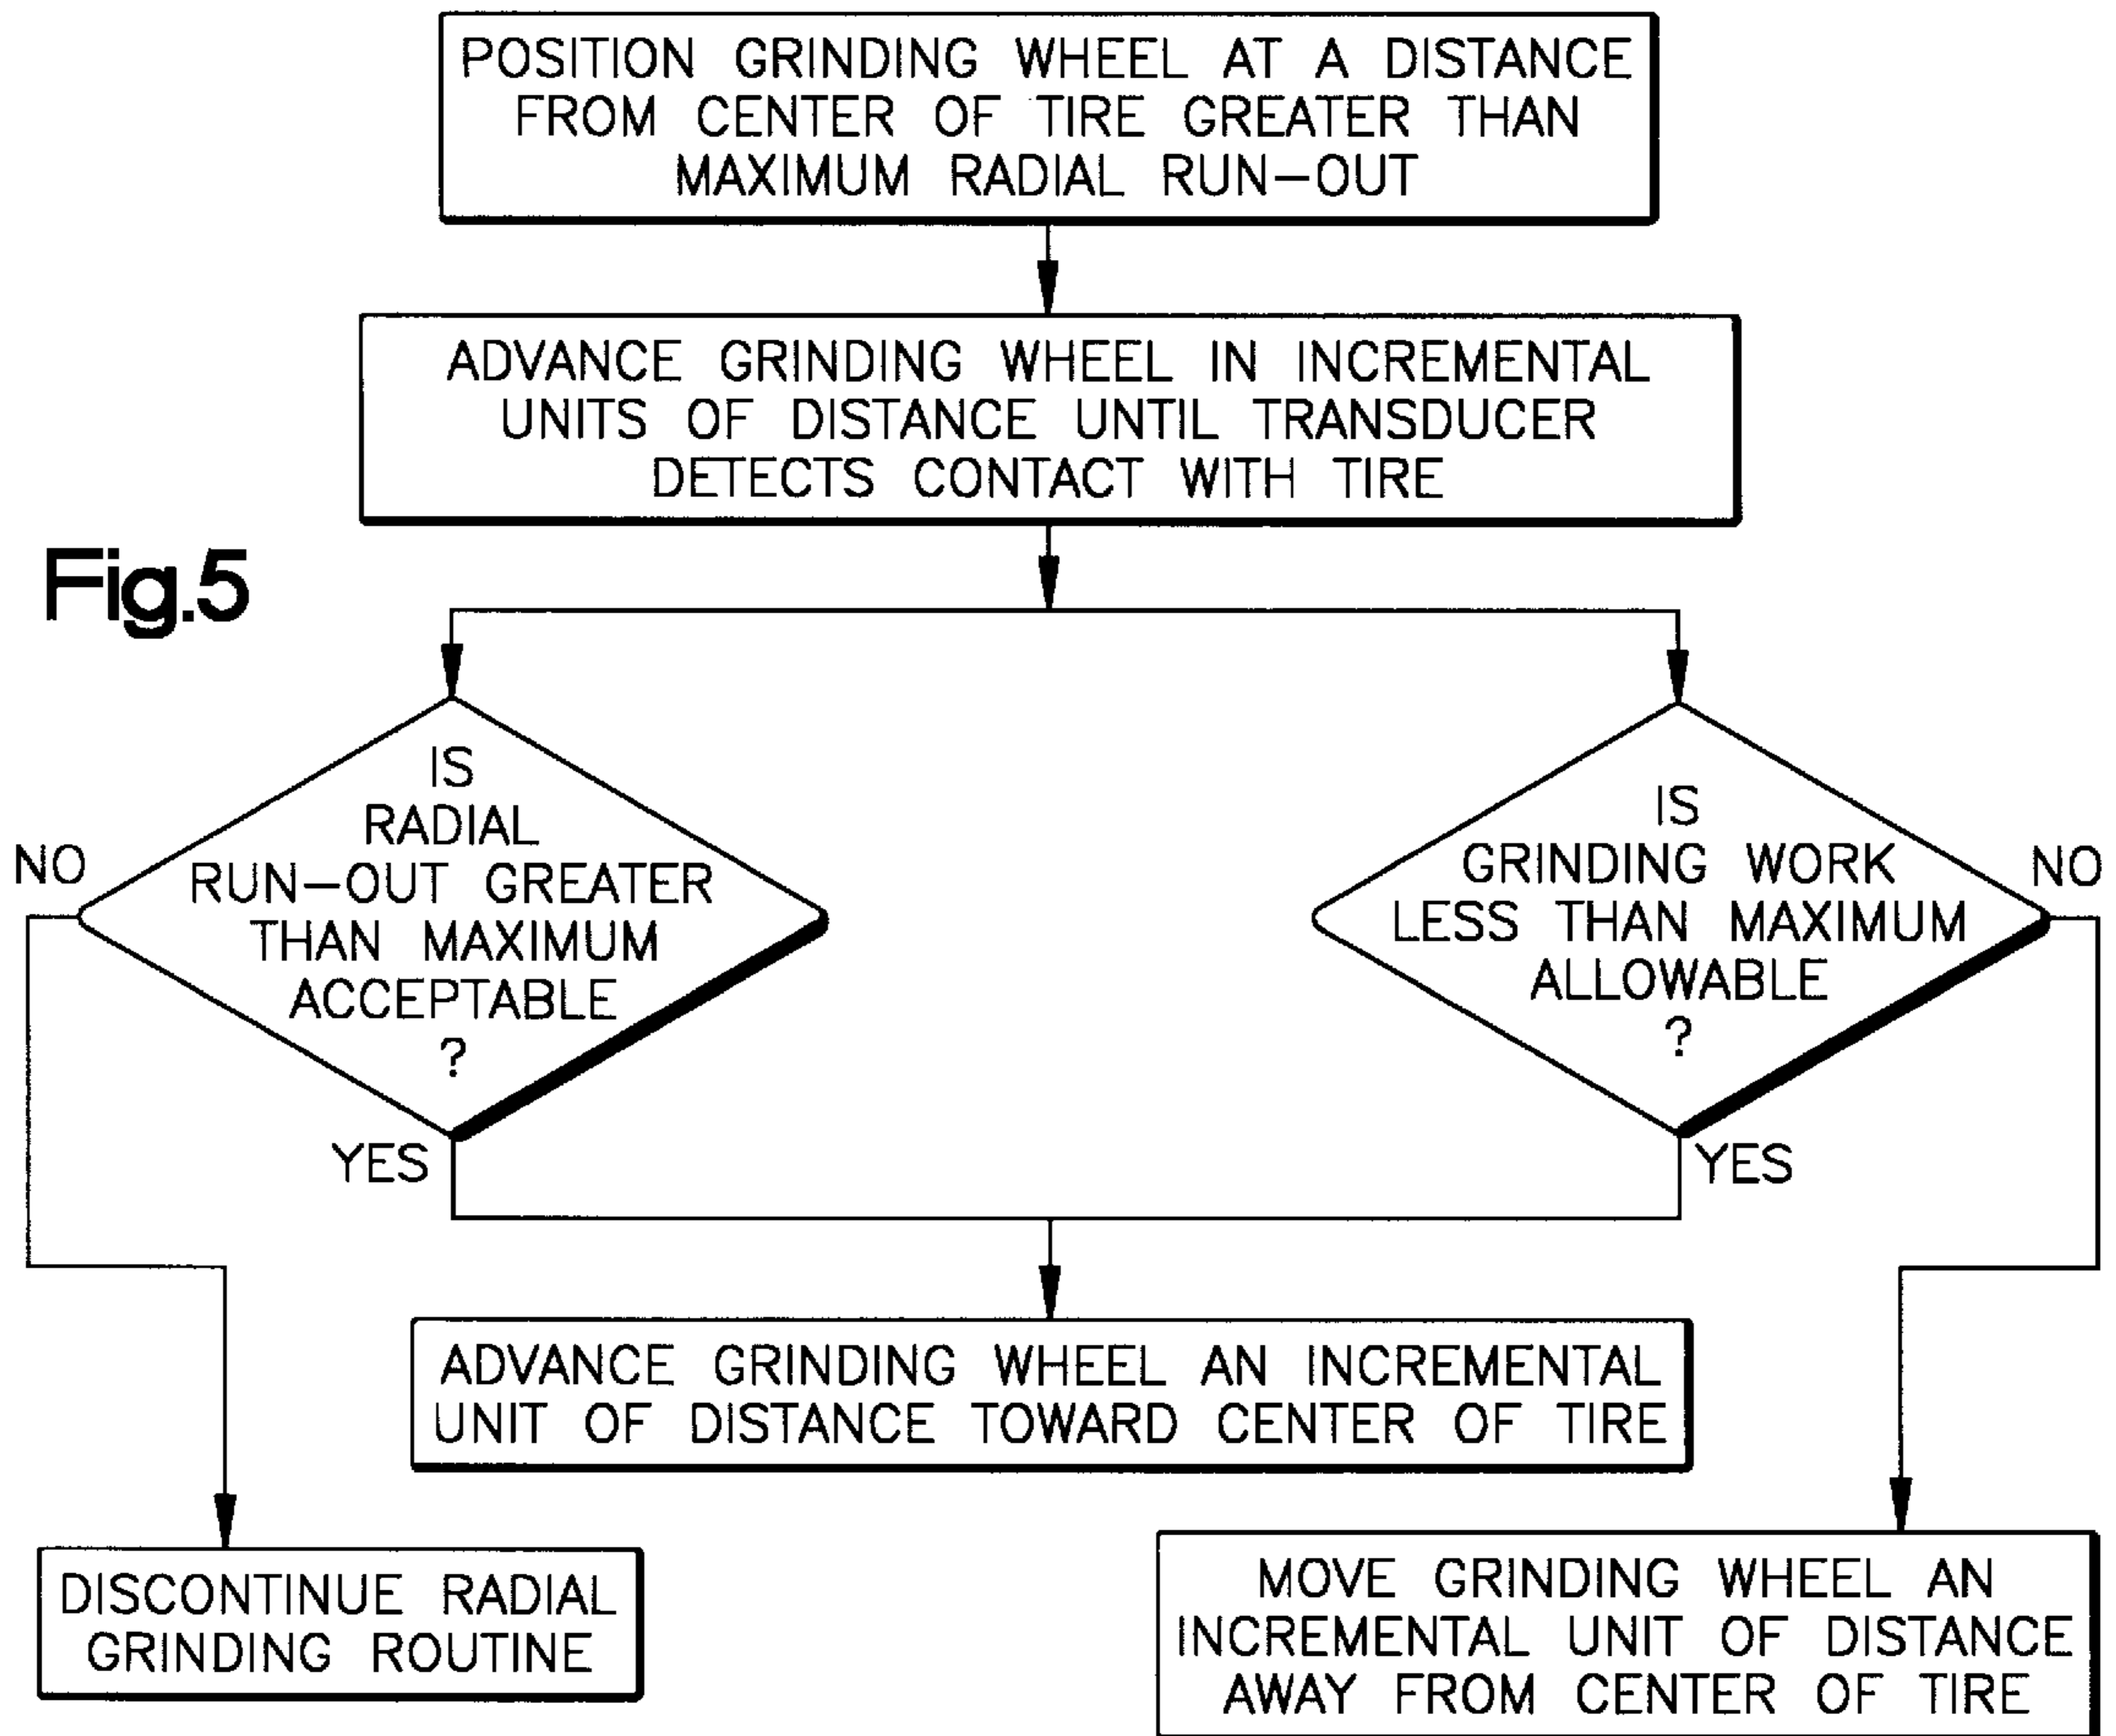 POSITION GRINDING WHEEL AT A DISTANCE
FROM CENTER OF TIRE GREATER THAN
MAXIMUM RADIAL RUN-OUT
ADVANCE GRINDING WHEEL IN INCREMENTAL
UNITS OF DISTANCE UNTIL TRANSDUCER
DETECTS CONTACT WITH TIRE
Fig.5
IS
RADIAL
RUN-OUT GREATER
THAN MAXIMUM
ACCEPTABLE
?
NO
YES
IS
GRINDING WORK
LESS THAN MAXIMUM
ALLOWABLE
?
NO
YES
ADVANCE GRINDING WHEEL AN INCREMENTAL
UNIT OF DISTANCE TOWARD CENTER OF TIRE
DISCONTINUE RADIAL
GRINDING ROUTINE
MOVE GRINDING WHEEL AN
INCREMENTAL UNIT OF DISTANCE
AWAY FROM CENTER OF TIRE